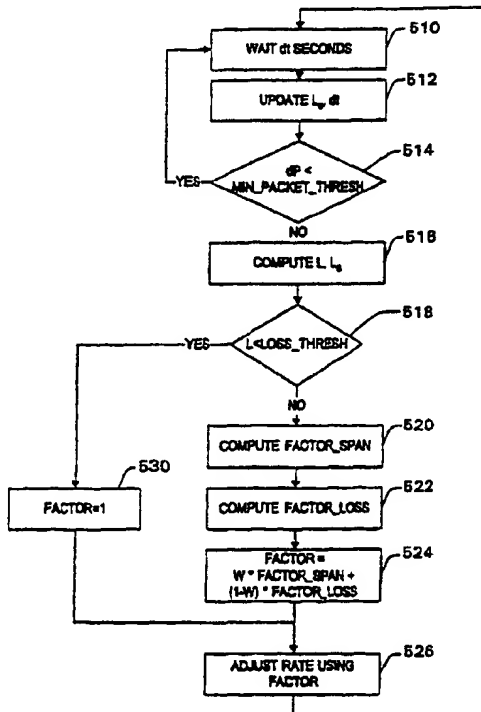 510
WAIT dt SECONDS
512
UPDATE dt
514
dP <
MIN_PACKET_THRESH
YES
NO
516
COMPUTE L, Ls
518
L<LOSS_THRESH
YES
NO
520
COMPUTE FACTOR_SPAN
530
FACTOR=1
522
COMPUTE FACTOR_LOSS
524
FACTOR =
W * FACTOR_SPAN +
(1-W) * FACTOR_LOSS
526
ADJUST RATE USING
FACTOR